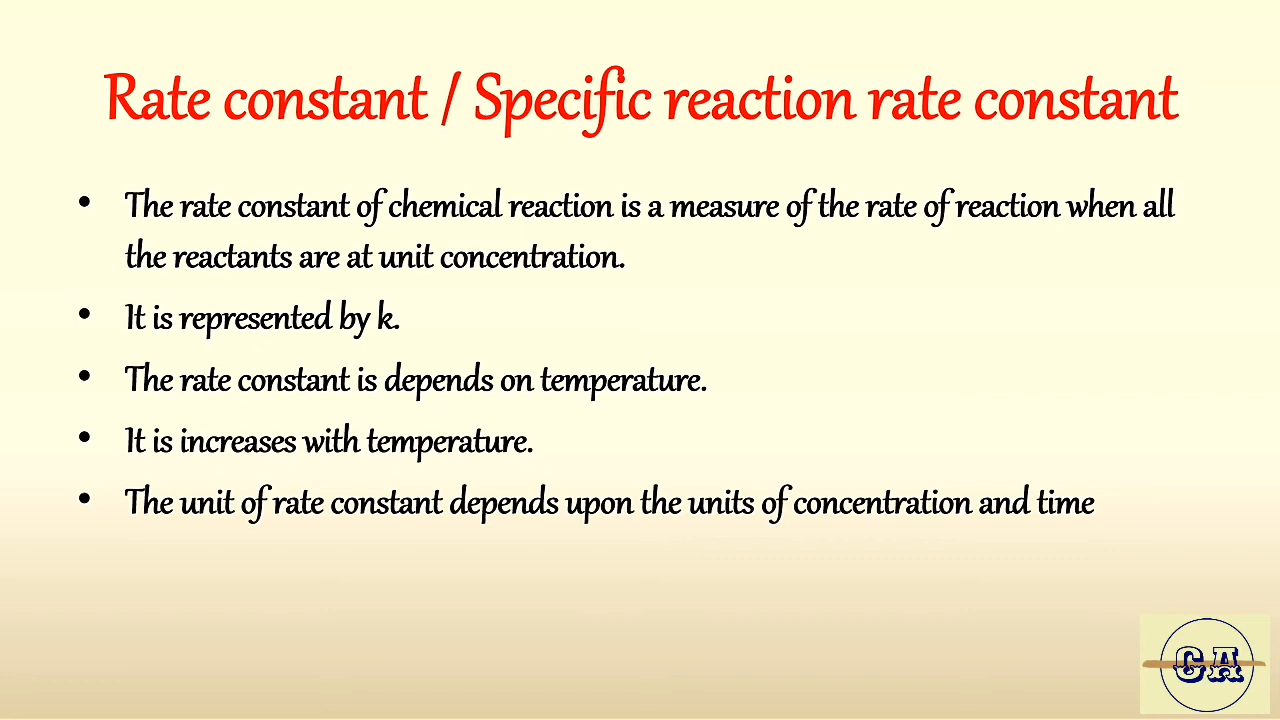 Rate constant / Specific reaction rate constant
• The rate constant of chemical reaction is a measure of the rate of reaction when all
the reactants are at unit concentration.
• It is represented by k.
• The rate constant is depends on temperature.
• It is increases with temperature.
• The unit of rate constant depends upon the units of concentration and time
CA